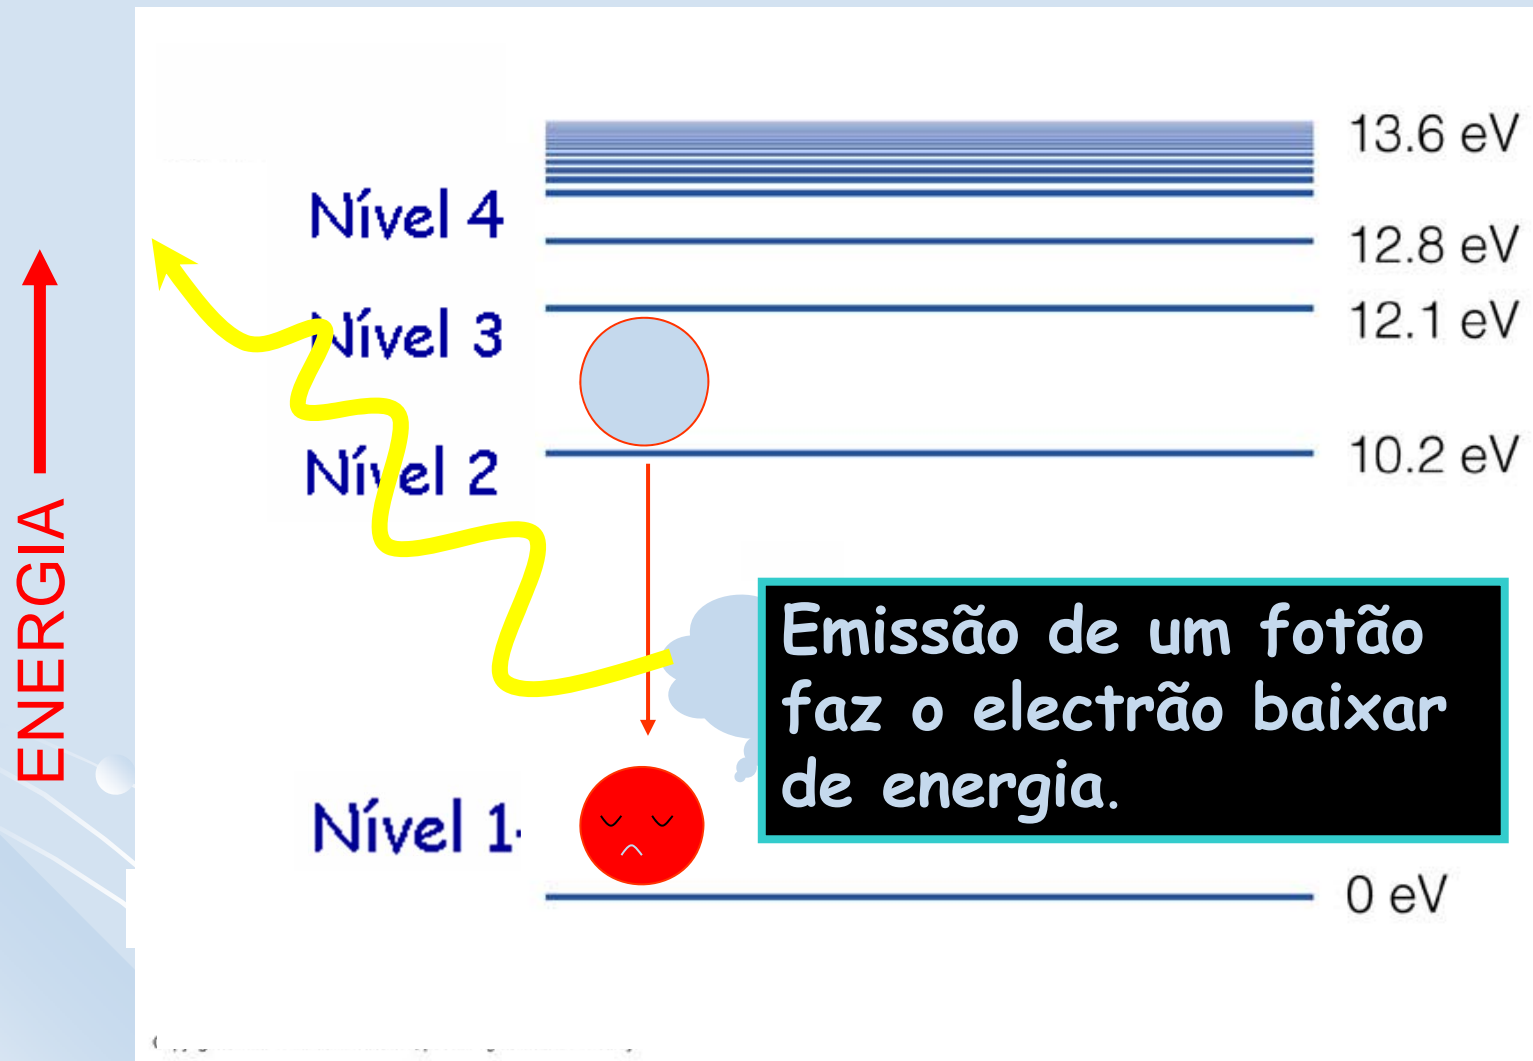 ENERGIA
13.6 eV
Nível 4
12.8 eV
Nível 3
12.1 eV
Nível 2
10.2 eV
Emissão de um fotão
faz o electrão baixar
de energia.
Nível 1
0 eV